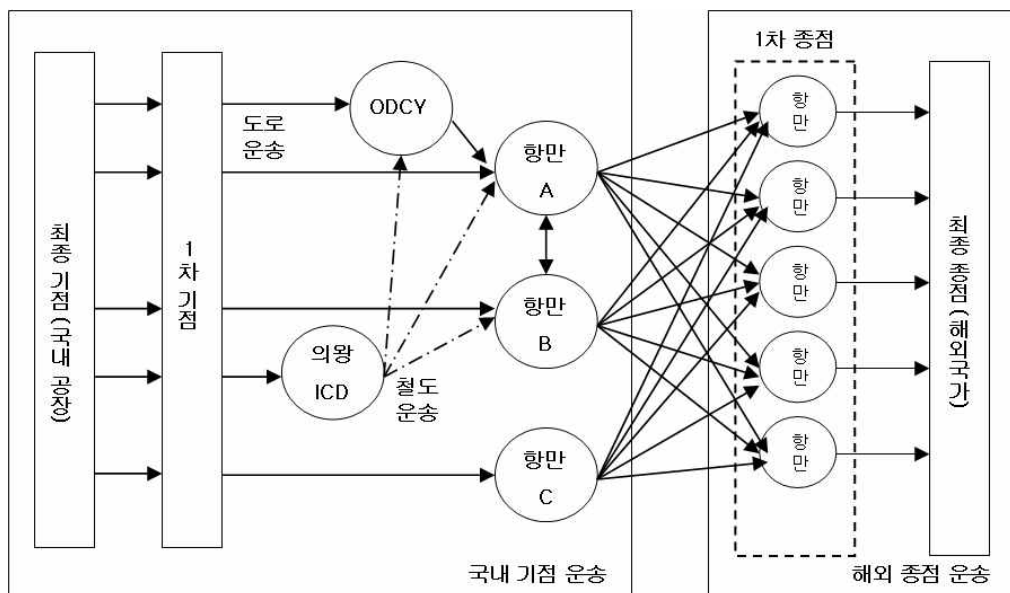 최종 기점(국내 공장)
1차 기점
도로
운송
ODCY
항만
A
항만
B
의왕
ICD
철도
운송
항만
C
국내 기점 운송
1차 종점
항
만
항
만
항
만
항
만
항
만
최종 종점(해외국가)
해외 종점 운송